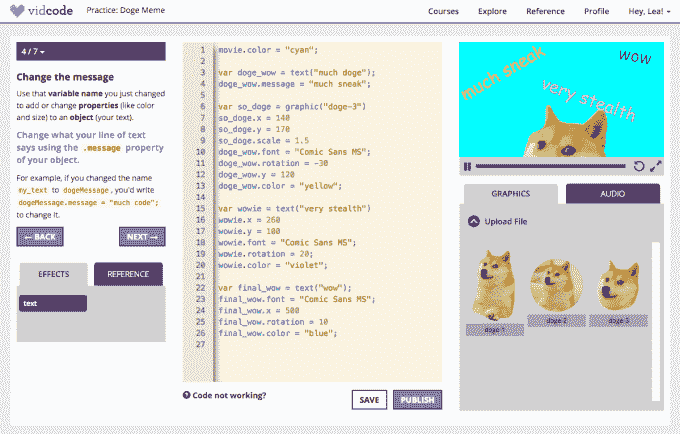 vidcode
Practice: Doge Meme
Courses
Explore
Reference
Profile
Hey, Lea!
4 / 7
Change the message
Use that variable name you just changed
to add or change properties (like color
and size) to an object (your text).
Change what your line of text
says using the .message property
of your object.
For example, if you changed the name
my_text to dogeMessage, you'd write
dogeMessage.message = "much code";
to change it.
← BACK
NEXT →
EFFECTS
REFERENCE
text
1 movie.color = "cyan";
2
3 var doge_wow = text("much doge");
4 doge_wow.message = "much sneak";
5
6 var so_doge = graphic("doge-3")
7 so_doge.x = 140
8 so_doge.y = 170
9 so_doge.scale = 1.5
10 doge_wow.font = "Comic Sans MS";
11 doge_wow.rotation = -30
12 doge_wow.y = 120
13 doge_wow.color = "yellow";
14
15 var wowie = text("very stealth")
16 wowie.x = 260
17 wowie.y = 100
18 wowie.font = "Comic Sans MS";
19 wowie.rotation = 20;
20 wowie.color = "violet";
21
22 var final_wow = text("wow");
23 final_wow.font = "Comic Sans MS";
24 final_wow.x = 500
25 final_wow.rotation = 10
26 final_wow.color = "blue";
27
Code not working?
SAVE
PUBLISH
much sneak
wow
very stealth
GRAPHICS
AUDIO
Upload File
doge 1
doge 2
doge 3